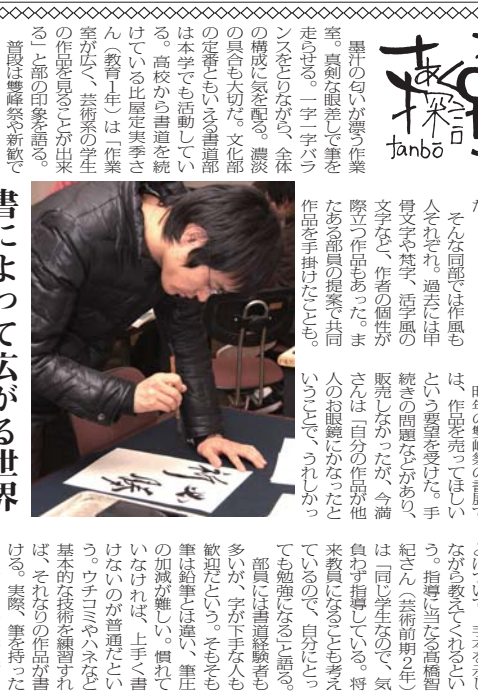 探訪
tanbō
墨汁の匂いが漂う作業
室。真剣な眼差しで筆を
走らせる。一字一字バラ
ンスをとりながら、全体
の構成に気を配る。濃淡
の具合も大切だ。文化部
の定番ともいえる書道部
は本学でも活動してい
る。高校から書道を続
けている比屋定実季さ
ん（教育1年）は「作業
室が広く、芸術系の学生
の作品を見ることが出来
る」と部の印象を語る。
普段は雙峰祭や新歓で
書によって広がる世界
た。
そんな同部では作風も
人それぞれ。過去には甲
骨文字や梵字、活字風の
文字など、作者の個性が
際立つ作品もあった。ま
たある部員の提案で共同
作品を手掛けたことも。
昨年の雙峰祭の書展で
は、作品を売ってほしい
という要望を受けた。手
続きの問題などがあり、
販売しなかったが、今満
さんは「自分の作品が他
人のお眼鏡にかなったと
いうことで、うれしかっ
ながら教えてくれるとい
う。指導に当たる高橋智
紀さん（芸術前期2年）
は「同じ学生なので、気
負わず指導している。将
来教員になることも考え
ているので、自分にとっ
ても勉強になる」と語る。
部員には書道経験者も
多いが、字が下手な人も
歓迎だという。そもそも
筆は鉛筆とは違い、筆圧
の加減が難しい。慣れて
いなければ、上手く書
けないのが普通だとい
う。ウチコミやハネなど
基本的な技術を練習すれ
ば、それなりの作品が書
ける。実際、筆を持った